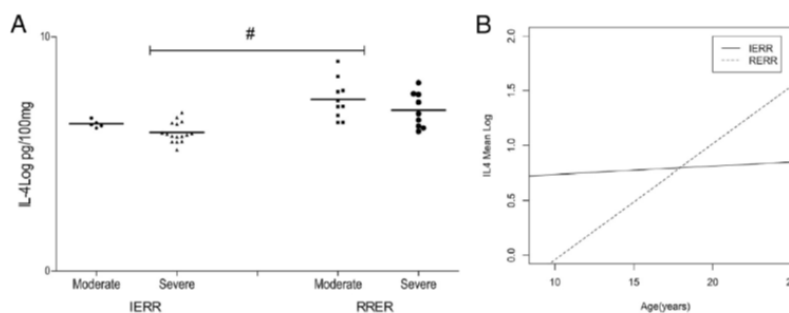 A
#
10
IL-4Log pg/100mg
0
Moderate Severe Moderate Severe
IERR RRER
B
IERR
RERR
2.0
1.5
1.0
0.5
0.0
IL4 Mean Log
10 15 20
Age(years)